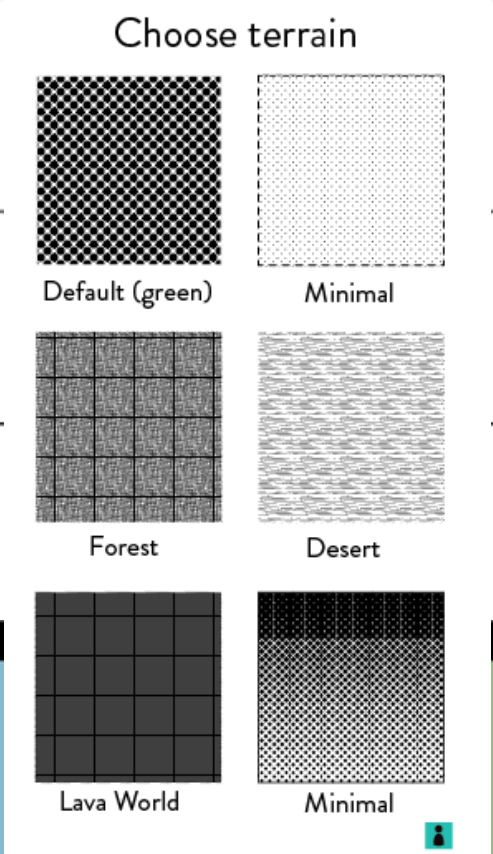 Choose terrain
Default (green)
Minimal
Forest
Desert
Lava World
Minimal